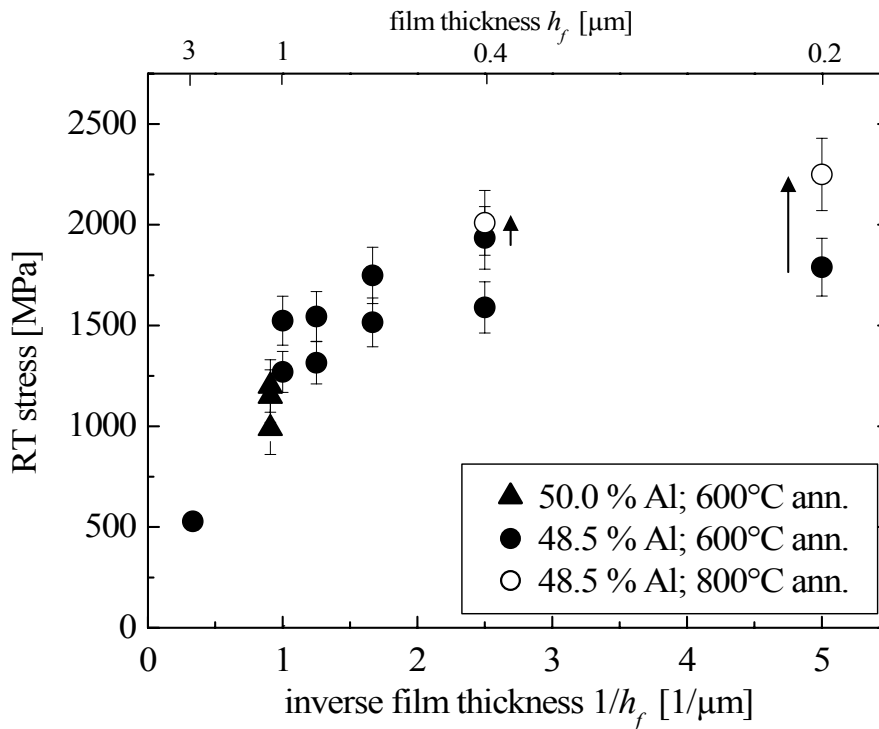 film thickness h_f [μm]
3 1 0.4 0.2
2500
2000
1500
1000
500
0
RT stress [MPa]
50.0 % Al; 600°C ann.
48.5 % Al; 600°C ann.
48.5 % Al; 800°C ann.
0 1 2 3 4 5
inverse film thickness 1/h_f [1/μm]